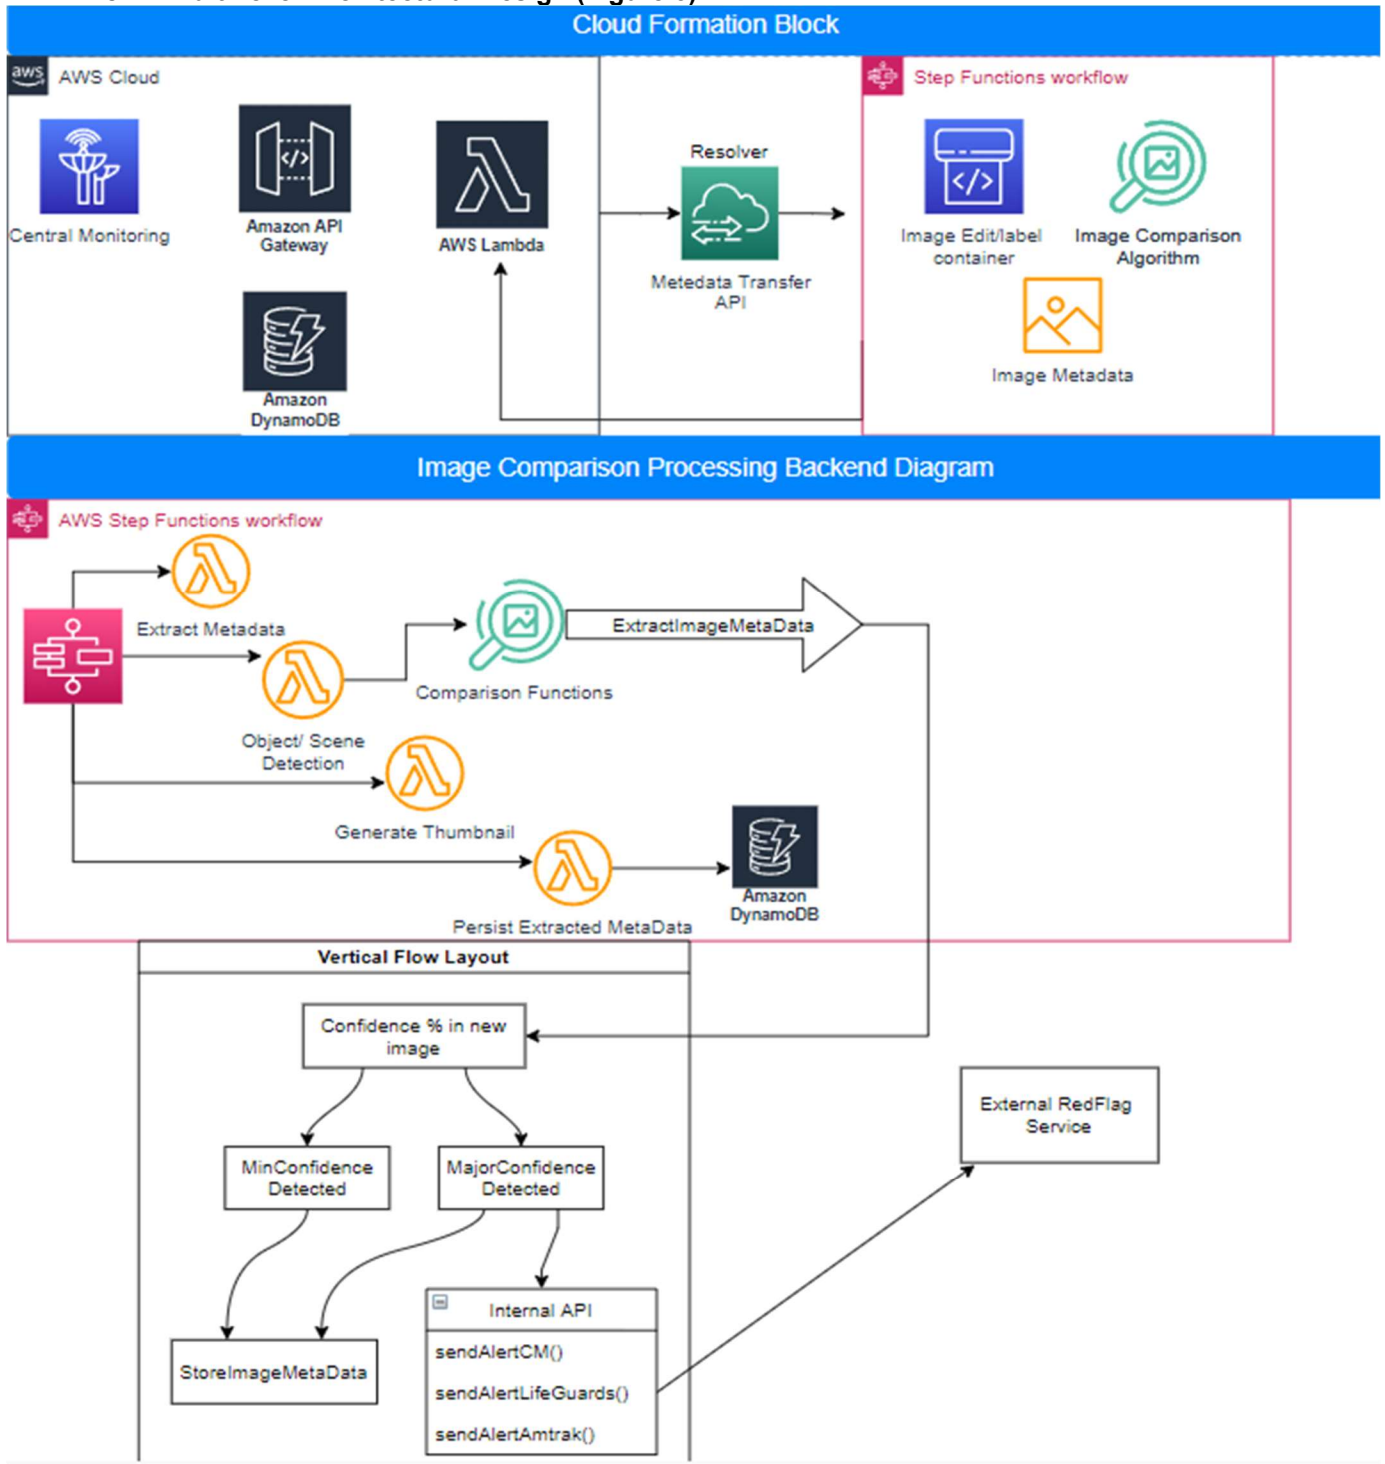 Cloud Formation Block
aws
AWS Cloud
Step Functions workflow
Central Monitoring
</>
Amazon API
Gateway
AWS Lambda
Resolver
Metedata Transfer
API
</>
Image Edit/label
container
Image Comparison
Algorithm
Image Metadata
Amazon
DynamoDB
Image Comparison Processing Backend Diagram
AWS Step Functions workflow
Extract Metadata
Object/ Scene
Detection
Comparison Functions
ExtractImageMetaData
Generate Thumbnail
Persist Extracted MetaData
Amazon
DynamoDB
Vertical Flow Layout
Confidence % in new
image
MinConfidence
Detected
MajorConfidence
Detected
StoreImageMetaData
Internal API
sendAlertCM()
sendAlertLifeGuards()
sendAlertAmtrak()
External RedFlag
Service